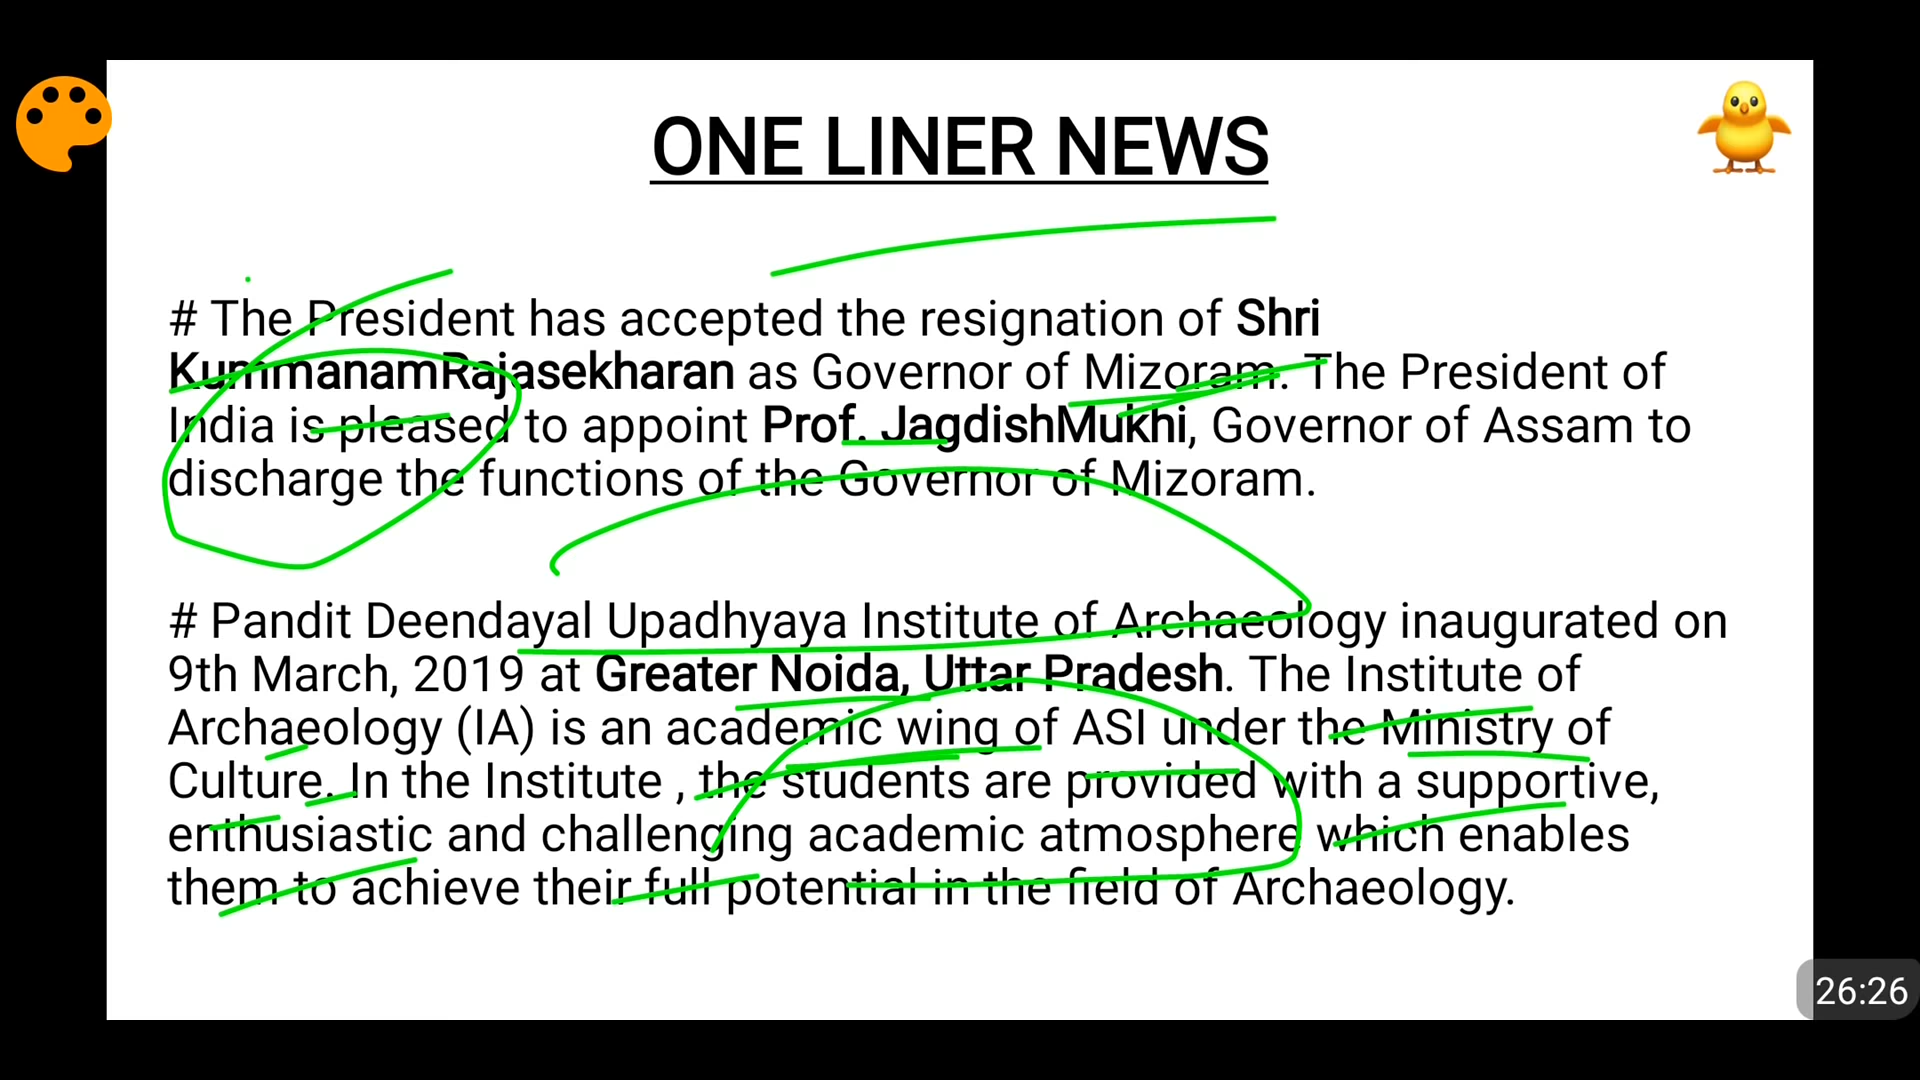 ONE LINER NEWS
# The President has accepted the resignation of Shri
KummanamRajasekharan as Governor of Mizoram. The President of
India is pleased to appoint Prof. JagdishMukhi, Governor of Assam to
discharge the functions of the Governor of Mizoram.
# Pandit Deendayal Upadhyaya Institute of Archaeology inaugurated on
9th March, 2019 at Greater Noida, Uttar Pradesh. The Institute of
Archaeology (IA) is an academic wing of ASI under the Ministry of
Culture. In the Institute , the students are provided with a supportive,
enthusiastic and challenging academic atmosphere which enables
them to achieve their full potential in the field of Archaeology.
26:26